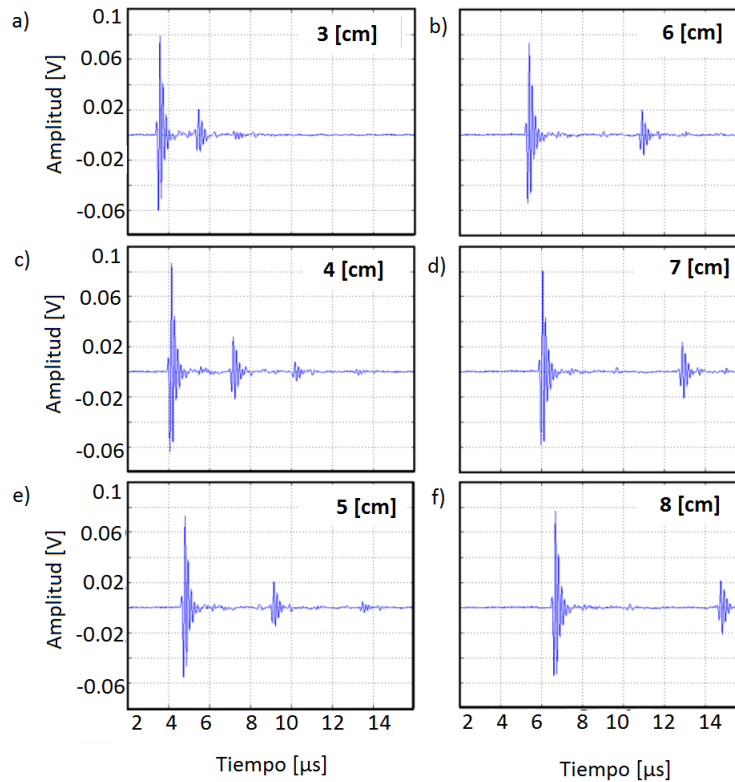 a)
3 [cm]
Amplitud [V]
0.1
0.06
0.02
-0.02
-0.06
b)
6 [cm]
c)
4 [cm]
Amplitud [V]
0.1
0.06
0.02
-0.02
-0.06
d)
7 [cm]
e)
5 [cm]
Amplitud [V]
0.1
0.06
0.02
-0.02
-0.06
2 4 6 8 10 12 14
Tiempo [μs]
f)
8 [cm]
2 4 6 8 10 12 14
Tiempo [μs]